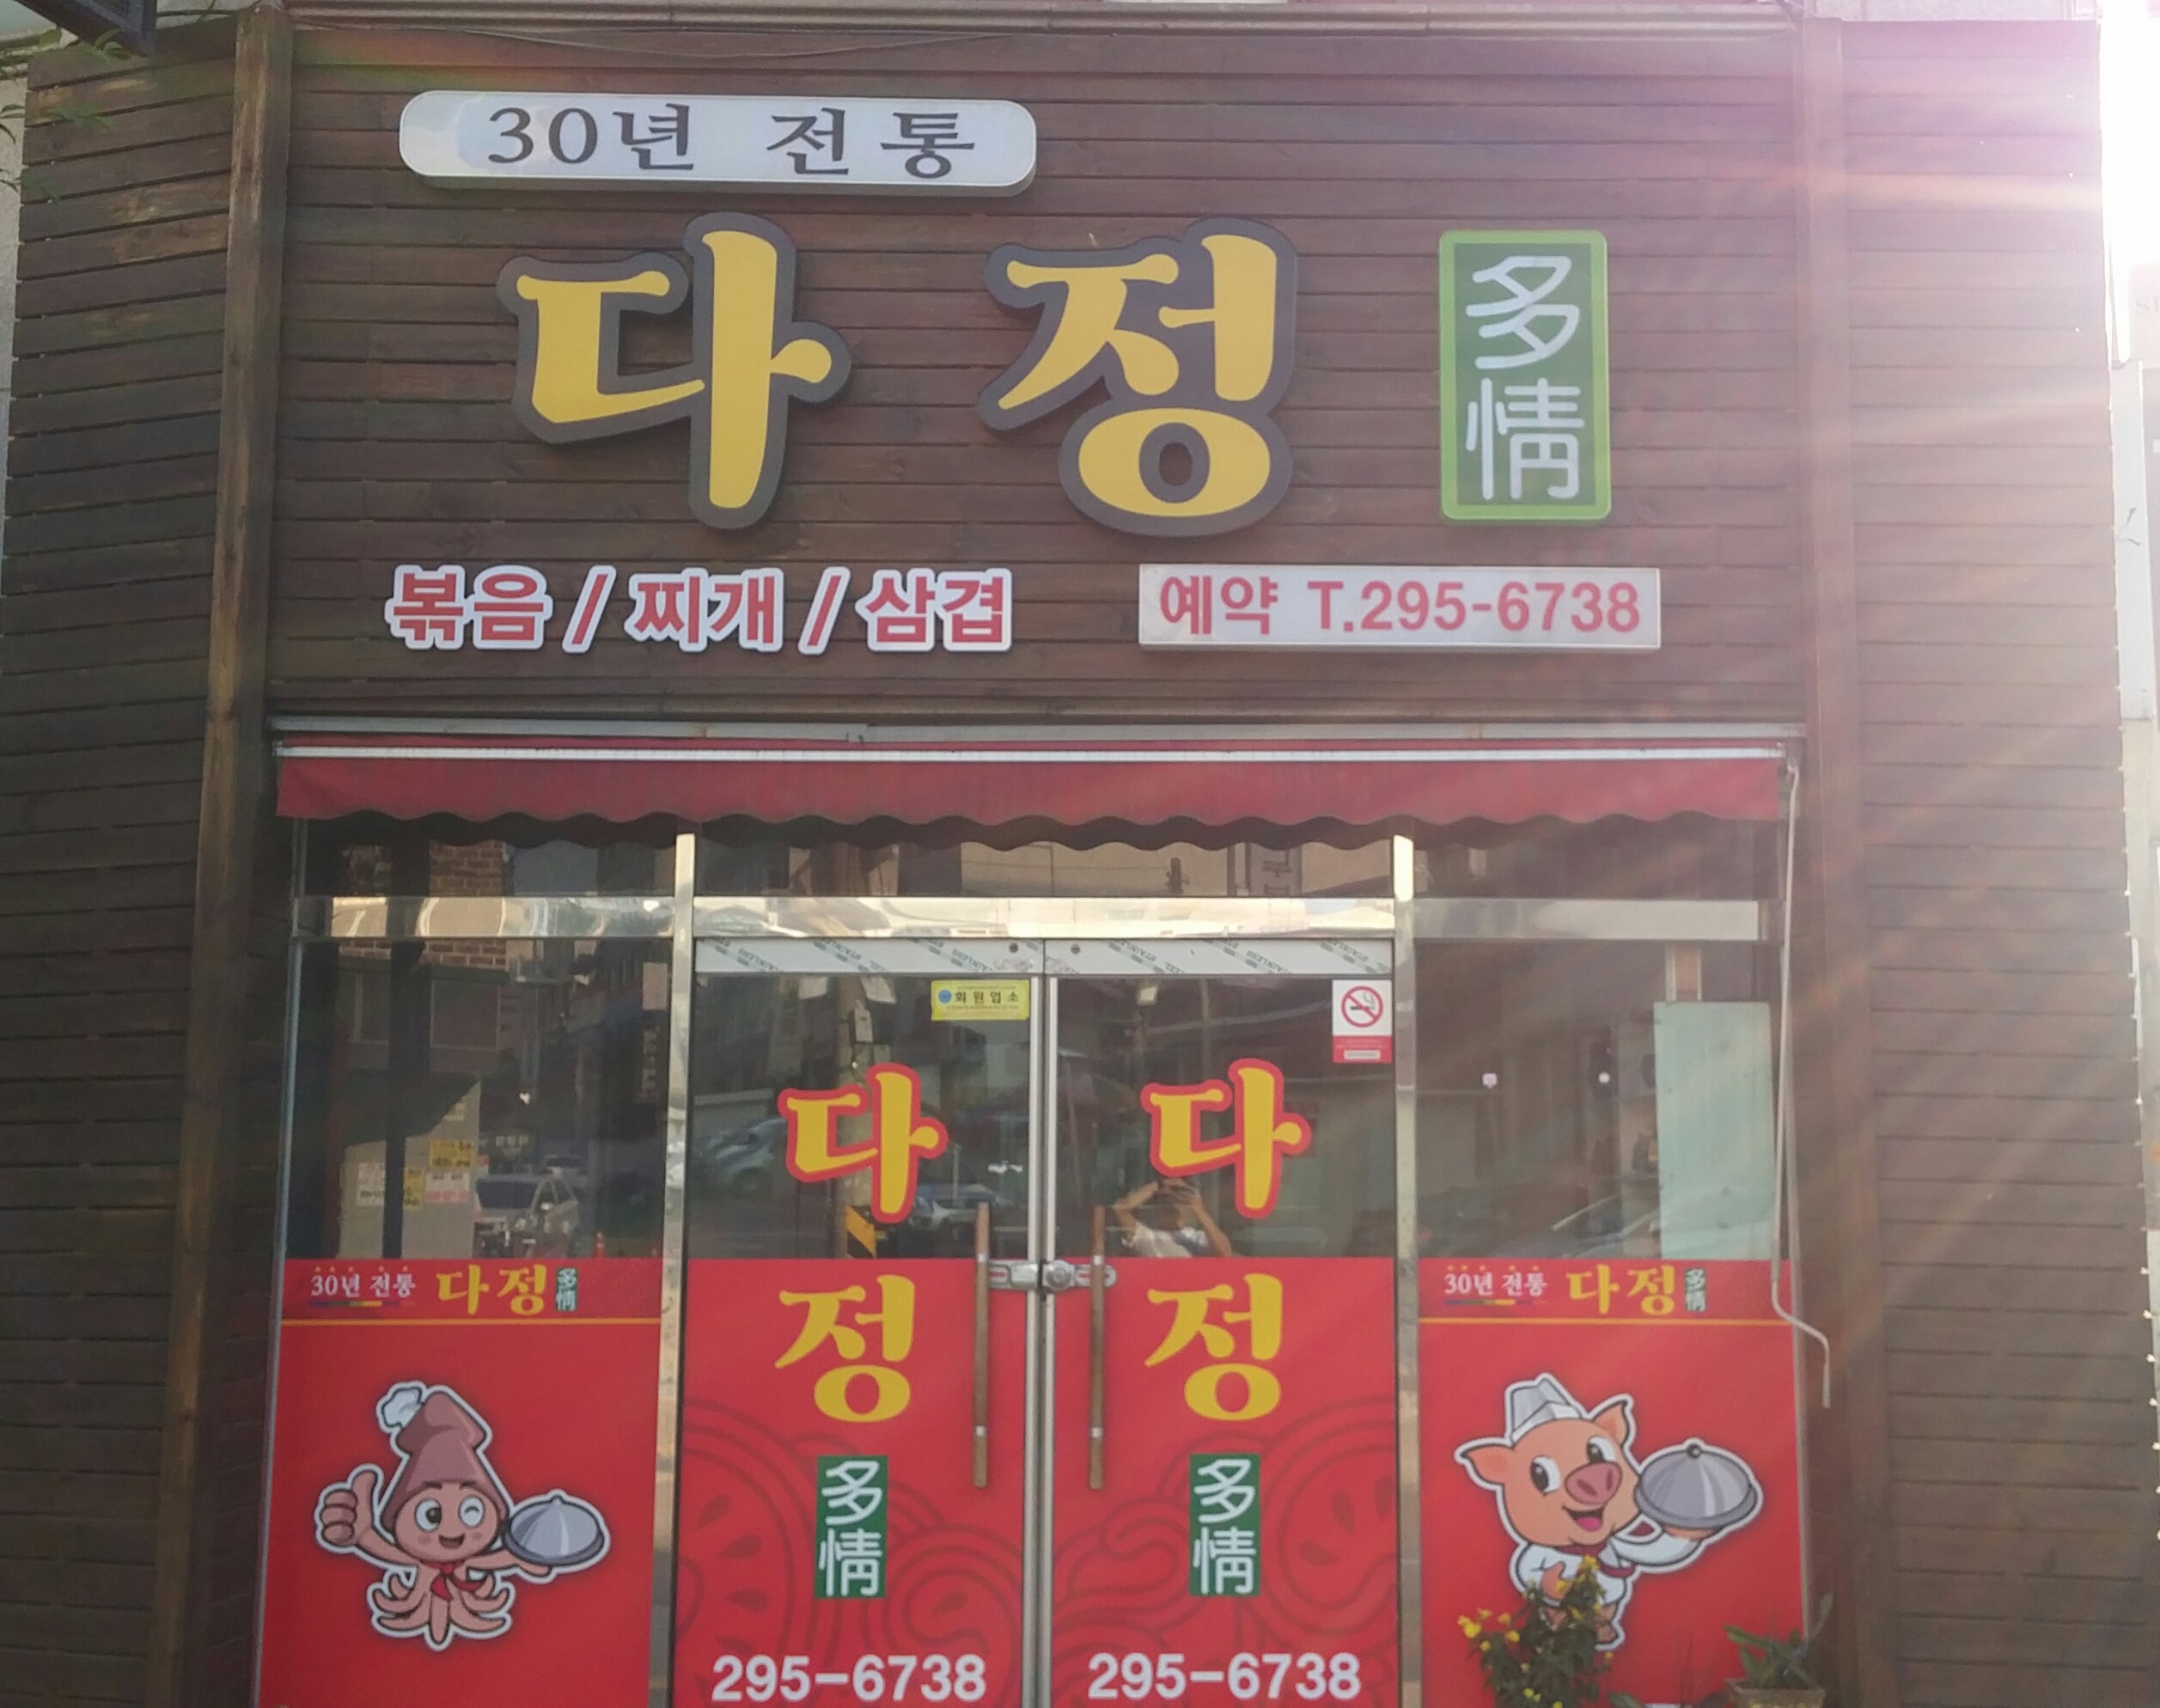 30년 전통
다정 多情
볶음 / 찌개 / 삼겹
예약 T.295-6738
회원업소
다
정
多情
295-6738
다
정
多情
295-6738
30년 전통 다정 多情
30년 전통 다정 多情